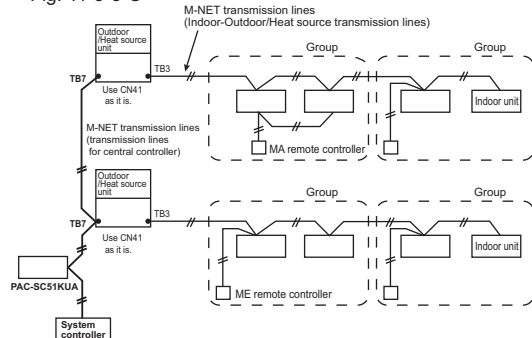 M-NET transmission lines
(Indoor-Outdoor/Heat source transmission lines)
Outdoor
/Heat source
unit
Group
Group
TB7
TB3
Use CN41
as it is.
Indoor unit
MA remote controller
M-NET transmission lines
(transmission lines
for central controller)
Outdoor
/Heat source
unit
Group
Group
TB7
TB3
Use CN41
as it is.
Indoor unit
PAC-SC51KUA
ME remote controller
System
controller